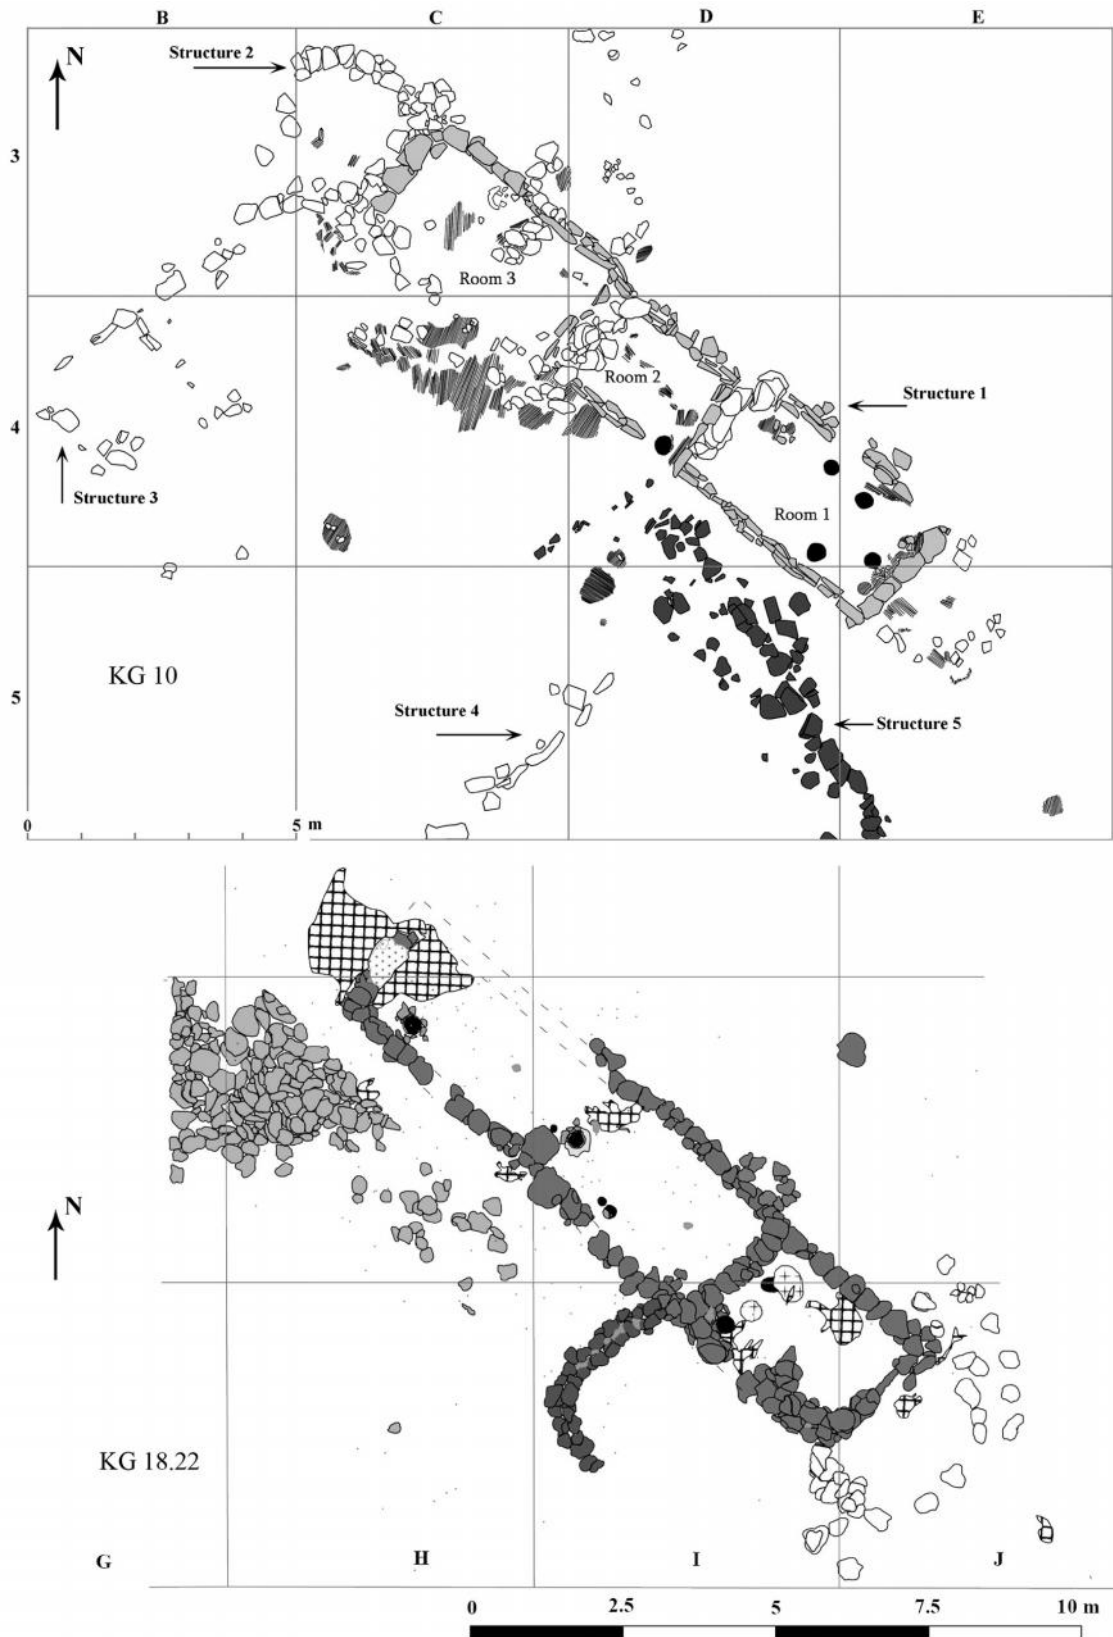 B C D E
Structure 2
N
3
Room 3
Room 2
Structure 1
4
Structure 3
Room 1
KG 10
5
Structure 4
Structure 5
0 5 m
N
KG 18.22
G H I J
0 2.5 5 7.5 10 m